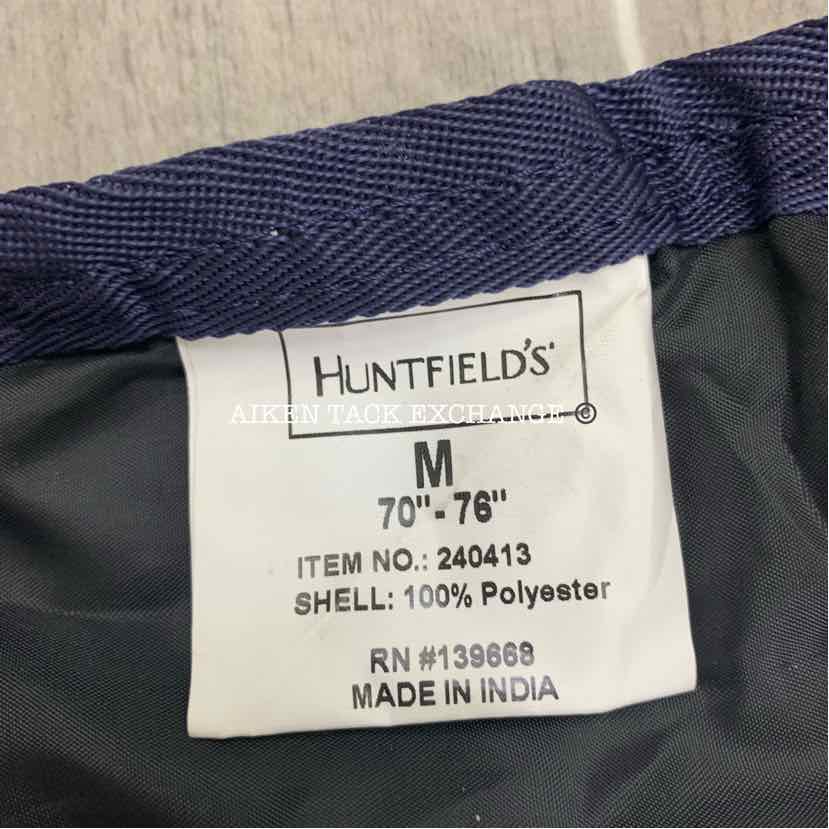 HUNTFIELD'S
AIKEN TACK EXCHANGE ©
M
70"- 76"
ITEM NO.: 240413
SHELL: 100% Polyester
RN #139668
MADE IN INDIA